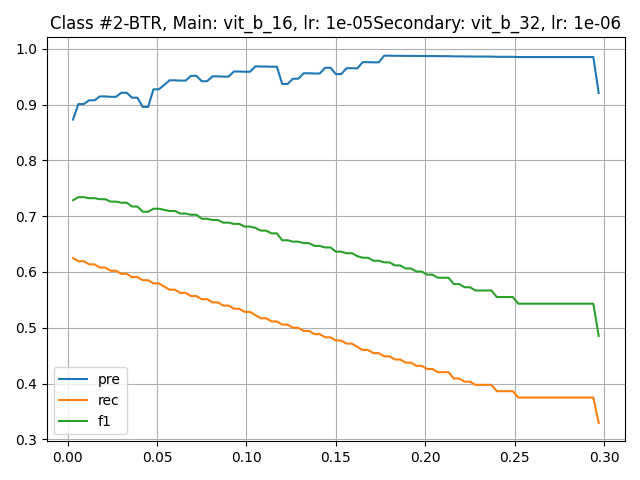 Class #2-BTR, Main: vit_b_16, lr: 1e-05Secondary: vit_b_32, lr: 1e-06
1.0
0.9
0.8
0.7
0.6
0.5
0.4
0.3
pre
rec
f1
0.00 0.05 0.10 0.15 0.20 0.25 0.30